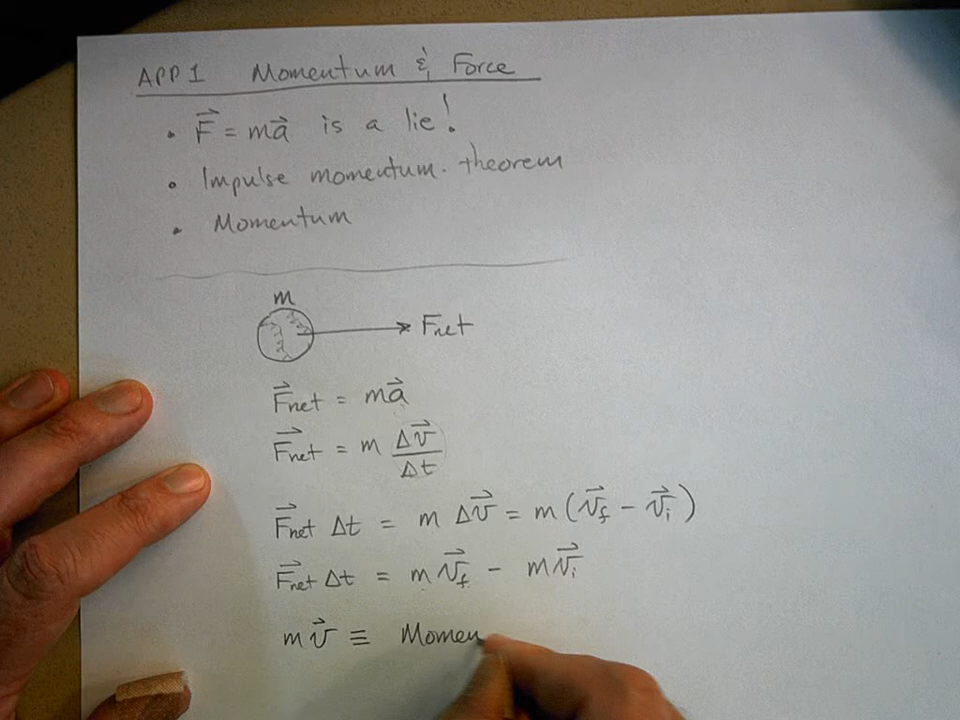 APP 1 Momentum & Force
• F⃗ = ma⃗ is a lie!
• Impulse momentum. theorem
• Momentum
m
Fnet
F⃗net = ma⃗
F⃗net = m Δv⃗/Δt
F⃗net Δt = m Δv⃗ = m (v⃗f − v⃗i)
F⃗net Δt = m v⃗f − m v⃗i
m v⃗ ≡ Momen